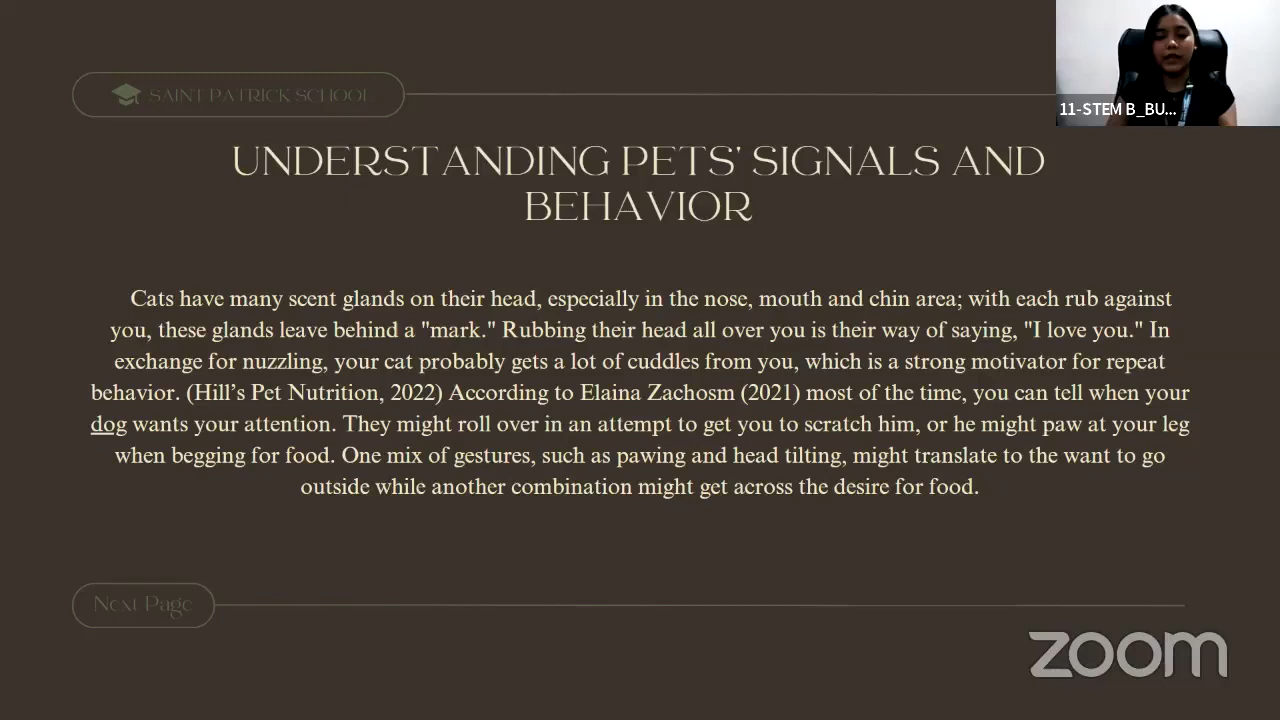 SAINT PATRICK SCHOOL
11-STEM B_BU...
UNDERSTANDING PETS' SIGNALS AND
BEHAVIOR
Cats have many scent glands on their head, especially in the nose, mouth and chin area; with each rub against
you, these glands leave behind a "mark." Rubbing their head all over you is their way of saying, "I love you." In
exchange for nuzzling, your cat probably gets a lot of cuddles from you, which is a strong motivator for repeat
behavior. (Hill’s Pet Nutrition, 2022) According to Elaina Zachosm (2021) most of the time, you can tell when your
dog wants your attention. They might roll over in an attempt to get you to scratch him, or he might paw at your leg
when begging for food. One mix of gestures, such as pawing and head tilting, might translate to the want to go
outside while another combination might get across the desire for food.
Next Page
zoom